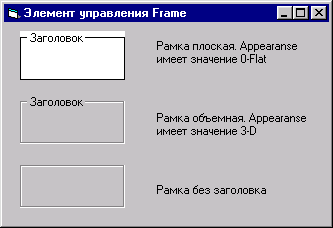 Элемент управления Frame
Заголовок
Рамка плоская. Appearanse
имеет значение 0-Flat
Заголовок
Рамка объемная. Appearanse
имеет значение 3-D
Рамка без заголовка